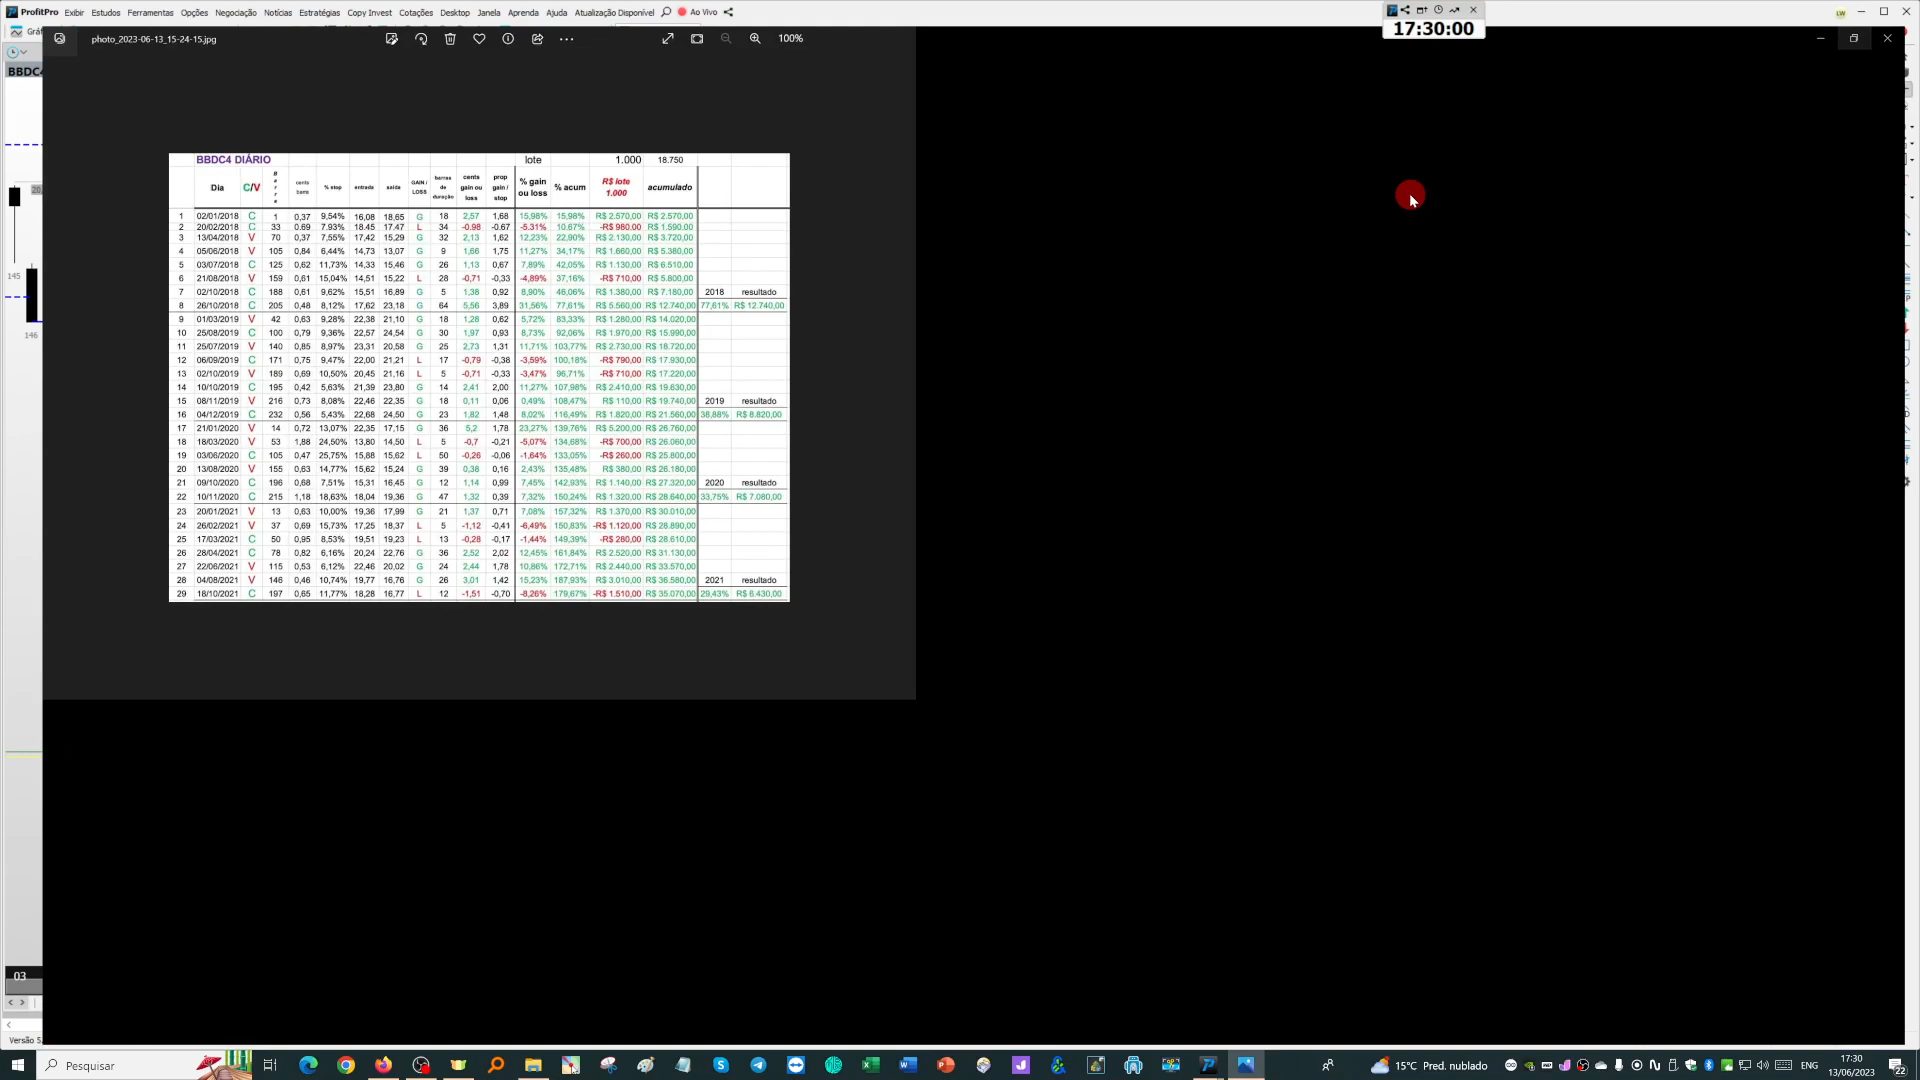 ProfitPro Exibir Estudos Ferramentas Opções Negociação Notícias Estratégias Copy Invest Cotações Desktop Janela Aprenda Ajuda Atualização Disponível Ao Vivo LW
17:30:00
Grá
photo_2023-06-13_15-24-15.jpg 100%
BBDC4
BBDC4 DIÁRIO lote 1.000 18.750
Dia C/V Barras cents barra % stop entrada saída GAIN / LOSS barras de duração cents gain ou loss prop gain / stop % gain ou loss % acum R$ lote 1.000 acumulado
1 02/01/2018 C 1 0,37 9,54% 16,08 18,65 G 18 2,57 1,68 15,98% 15,98% R$ 2.570,00 R$ 2.570,00
2 20/02/2018 C 33 0,69 7,93% 18,45 17,47 L 34 -0,98 -0,67 -5,31% 10,67% -R$ 980,00 R$ 1.590,00
3 13/04/2018 V 70 0,37 7,55% 17,42 15,29 G 32 2,13 1,62 12,23% 22,90% R$ 2.130,00 R$ 3.720,00
4 05/06/2018 V 105 0,84 6,44% 14,73 13,07 G 9 1,66 1,75 11,27% 34,17% R$ 1.660,00 R$ 5.380,00
5 03/07/2018 C 125 0,62 11,73% 14,33 15,46 G 26 1,13 0,67 7,89% 42,05% R$ 1.130,00 R$ 6.510,00
6 21/08/2018 V 159 0,61 15,04% 14,51 15,22 L 28 -0,71 -0,33 -4,89% 37,16% -R$ 710,00 R$ 5.800,00
7 02/10/2018 C 188 0,61 9,62% 15,51 16,89 G 5 1,38 0,92 8,90% 46,06% R$ 1.380,00 R$ 7.180,00 2018 resultado
8 26/10/2018 C 205 0,48 8,12% 17,62 23,18 G 64 5,56 3,89 31,56% 77,61% R$ 5.560,00 R$ 12.740,00 77,61% R$ 12.740,00
9 01/03/2019 V 42 0,63 9,28% 22,38 21,10 G 18 1,28 0,62 5,72% 83,33% R$ 1.280,00 R$ 14.020,00
10 25/08/2019 C 100 0,79 9,36% 22,57 24,54 G 30 1,97 0,93 8,73% 92,06% R$ 1.970,00 R$ 15.990,00
11 25/07/2019 V 140 0,85 8,97% 23,31 20,58 G 25 2,73 1,31 11,71% 103,77% R$ 2.730,00 R$ 18.720,00
12 06/09/2019 C 171 0,75 9,47% 22,00 21,21 L 17 -0,79 -0,38 -3,59% 100,18% -R$ 790,00 R$ 17.930,00
13 02/10/2019 V 189 0,69 10,50% 20,45 21,16 L 5 -0,71 -0,33 -3,47% 96,71% -R$ 710,00 R$ 17.220,00
14 10/10/2019 C 195 0,42 5,63% 21,39 23,80 G 14 2,41 2,00 11,27% 107,98% R$ 2.410,00 R$ 19.630,00
15 08/11/2019 V 216 0,73 8,08% 22,46 22,35 G 18 0,11 0,06 0,49% 108,47% R$ 110,00 R$ 19.740,00 2019 resultado
16 04/12/2019 C 232 0,56 5,43% 22,68 24,50 G 23 1,82 1,48 8,02% 116,49% R$ 1.820,00 R$ 21.560,00 38,88% R$ 8.820,00
17 21/01/2020 V 14 0,72 13,07% 22,35 17,15 G 36 5,2 1,78 23,27% 139,76% R$ 5.200,00 R$ 26.760,00
18 18/03/2020 V 53 1,88 24,50% 13,80 14,50 L 5 -0,7 -0,21 -5,07% 134,68% -R$ 700,00 R$ 26.060,00
19 03/06/2020 C 105 0,47 25,75% 15,88 15,62 L 50 -0,26 -0,06 -1,64% 133,05% -R$ 260,00 R$ 25.800,00
20 13/08/2020 V 155 0,63 14,77% 15,62 15,24 G 39 0,38 0,16 2,43% 135,48% R$ 380,00 R$ 26.180,00
21 09/10/2020 C 196 0,68 7,51% 15,31 16,45 G 12 1,14 0,99 7,45% 142,93% R$ 1.140,00 R$ 27.320,00 2020 resultado
22 10/11/2020 C 215 1,18 18,63% 18,04 19,36 G 47 1,32 0,39 7,32% 150,24% R$ 1.320,00 R$ 28.640,00 33,75% R$ 7.080,00
23 20/01/2021 V 13 0,63 10,00% 19,36 17,99 G 21 1,37 0,71 7,08% 157,32% R$ 1.370,00 R$ 30.010,00
24 26/02/2021 V 37 0,69 15,73% 17,25 18,37 L 5 -1,12 -0,41 -6,49% 150,83% -R$ 1.120,00 R$ 28.890,00
25 17/03/2021 C 50 0,95 8,53% 19,51 19,23 L 13 -0,28 -0,17 -1,44% 149,39% -R$ 280,00 R$ 28.610,00
26 28/04/2021 C 78 0,82 6,16% 20,24 22,76 G 36 2,52 2,02 12,45% 161,84% R$ 2.520,00 R$ 31.130,00
27 22/06/2021 V 115 0,53 6,12% 22,46 20,02 G 24 2,44 1,78 10,86% 172,71% R$ 2.440,00 R$ 33.570,00
28 04/08/2021 V 146 0,46 10,74% 19,77 16,76 G 26 3,01 1,42 15,23% 187,93% R$ 3.010,00 R$ 36.580,00 2021 resultado
29 18/10/2021 C 197 0,65 11,77% 18,28 16,77 L 12 -1,51 -0,70 -8,26% 179,67% -R$ 1.510,00 R$ 35.070,00 29,43% R$ 6.430,00
20,
145
146
03
Versão 5.
Pesquisar 15°C Pred. nublado ENG 17:30
13/06/2023 22